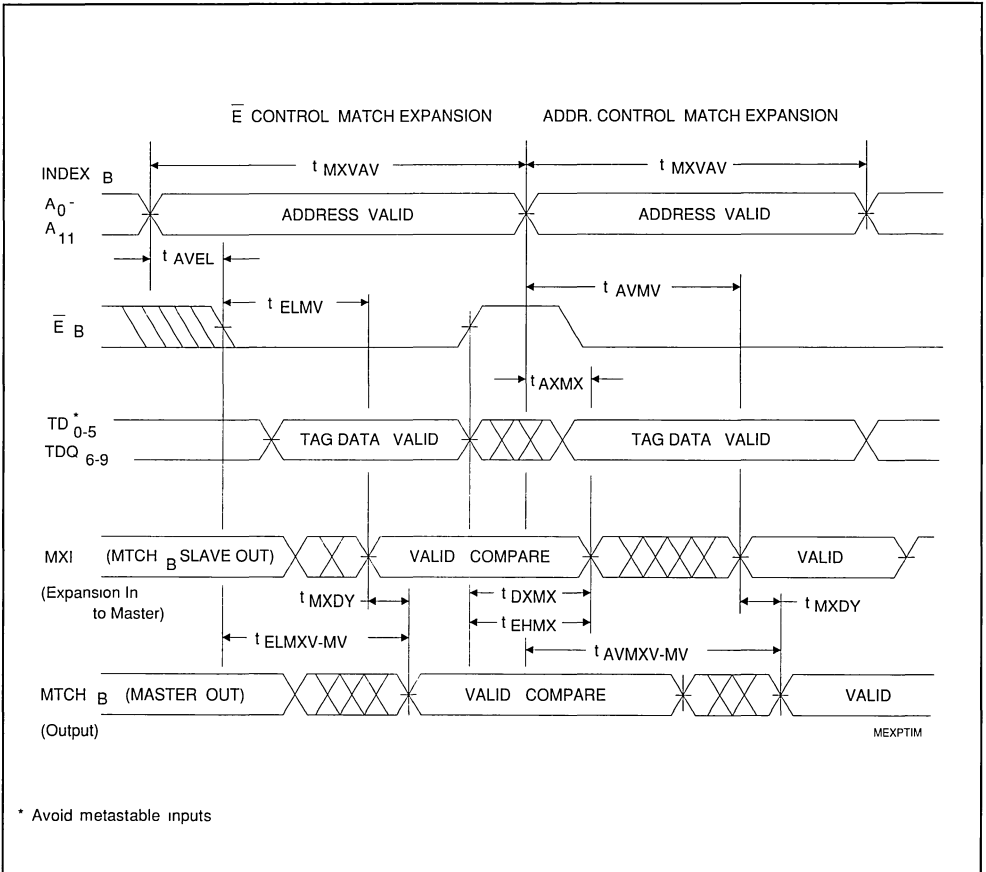 E CONTROL MATCH EXPANSION ADDR. CONTROL MATCH EXPANSION
INDEX B
t MXVAV t MXVAV
A0 -
A11
ADDRESS VALID ADDRESS VALID
t AVEL
t ELMV t AVMV
E B
t AXMX
TD*0-5
TDQ 6-9
TAG DATA VALID TAG DATA VALID
MXI (MTCH B SLAVE OUT) VALID COMPARE VALID
(Expansion In
to Master)
t MXDY t DXMX t MXDY
t EHMX
t ELMXV-MV t AVMXV-MV
MTCH B (MASTER OUT) VALID COMPARE VALID
(Output)
MEXPTIM
* Avoid metastable inputs